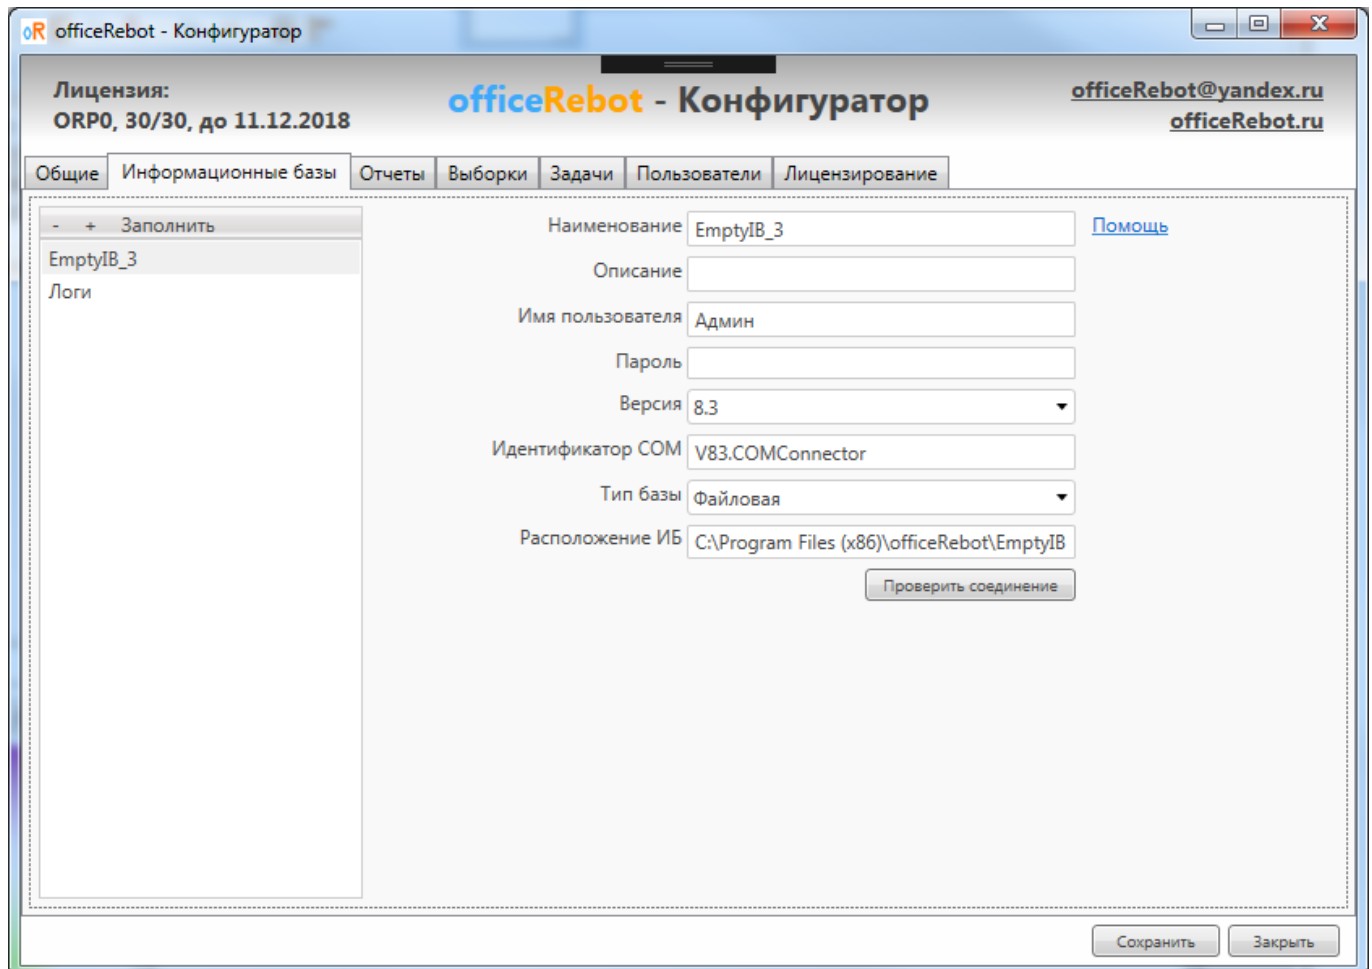 oR officeRebot - Конфигуратор
Лицензия:
ORP0, 30/30, до 11.12.2018
officeRebot - Конфигуратор
officeRebot@yandex.ru
officeRebot.ru
Общие Информационные базы Отчеты Выборки Задачи Пользователи Лицензирование
- + Заполнить
EmptyIB_3
Логи
Наименование EmptyIB_3 Помощь
Описание
Имя пользователя Админ
Пароль
Версия 8.3
Идентификатор COM V83.COMConnector
Тип базы Файловая
Расположение ИБ C:\Program Files (x86)\officeRebot\EmptyIB
Проверить соединение
Сохранить Закрыть